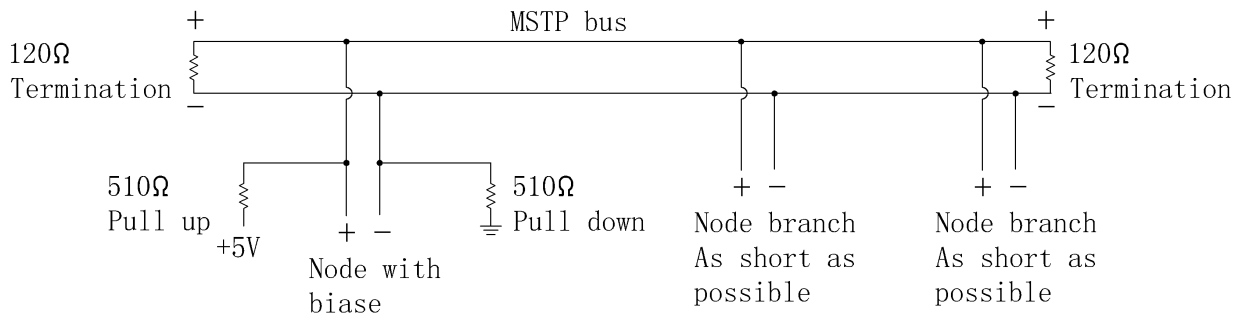 +
MSTP bus
+
120Ω
Termination
−
120Ω
Termination
−
510Ω
Pull up
+5V
510Ω
Pull down
+ −
Node with
biase
+ −
Node branch
As short as
possible
+ −
Node branch
As short as
possible